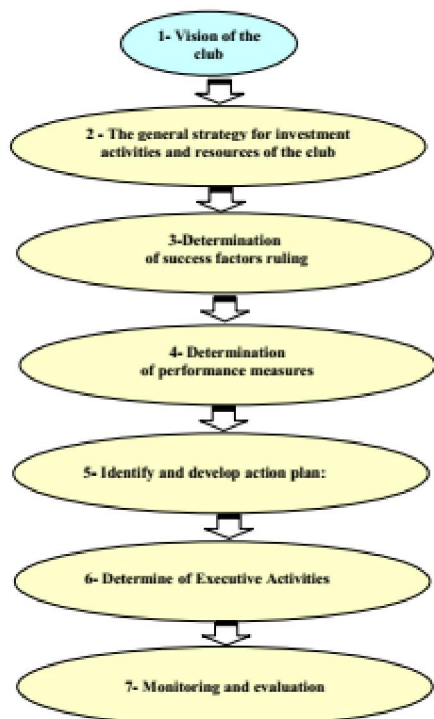 1- Vision of the
club
2 - The general strategy for investment
activities and resources of the club
3-Determination
of success factors ruling
4- Determination
of performance measures
5- Identify and develop action plan:
6- Determine of Executive Activities
7- Monitoring and evaluation